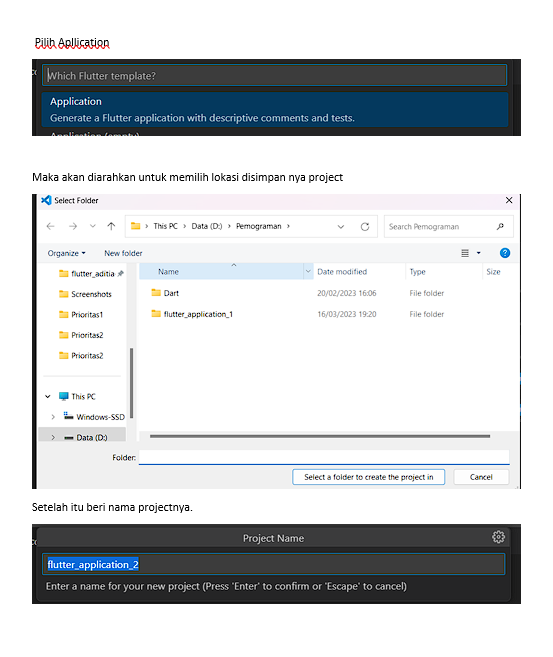 Pilih Apllication
Which Flutter template?
Application
Generate a Flutter application with descriptive comments and tests.
Application (empty)
Maka akan diarahkan untuk memilih lokasi disimpan nya project
Select Folder
This PC > Data (D:) > Pemograman >
Search Pemograman
Organize
New folder
Name Date modified Type Size
flutter_aditia
Screenshots
Prioritas1
Prioritas2
Prioritas2
This PC
Windows-SSD
Data (D:)
Dart 20/02/2023 16:06 File folder
flutter_application_1 16/03/2023 19:20 File folder
Folder:
Select a folder to create the project in
Cancel
Setelah itu beri nama projectnya.
Project Name
flutter_application_2
Enter a name for your new project (Press 'Enter' to confirm or 'Escape' to cancel)